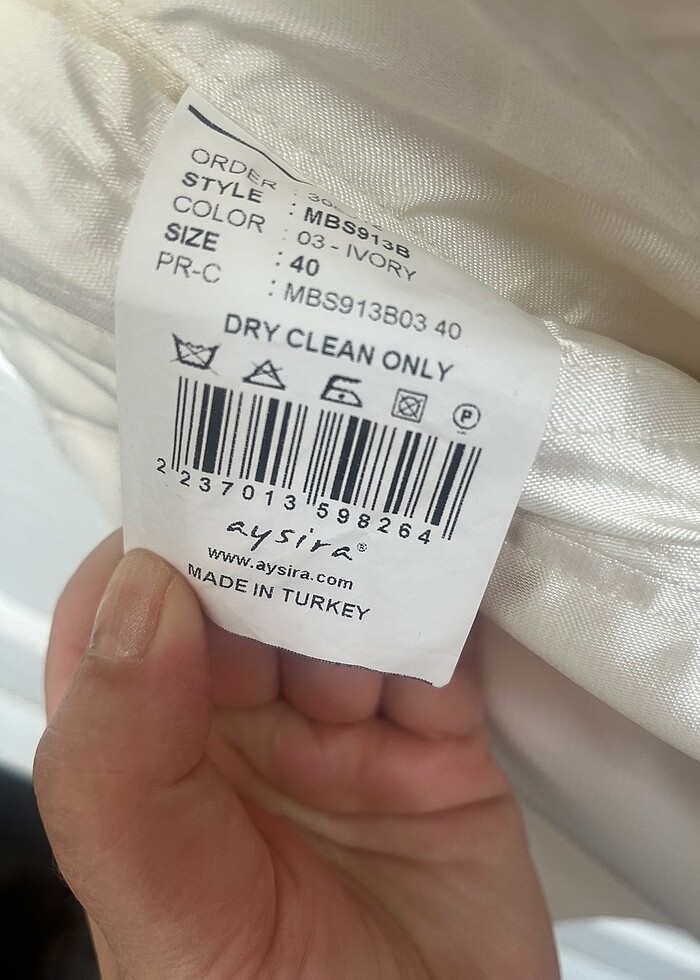 ORDER :
STYLE : MBS913B
COLOR : 03 - IVORY
SIZE : 40
PR-C : MBS913B03 40
DRY CLEAN ONLY
P
2 237013 598264
aysira®
www.aysira.com
MADE IN TURKEY